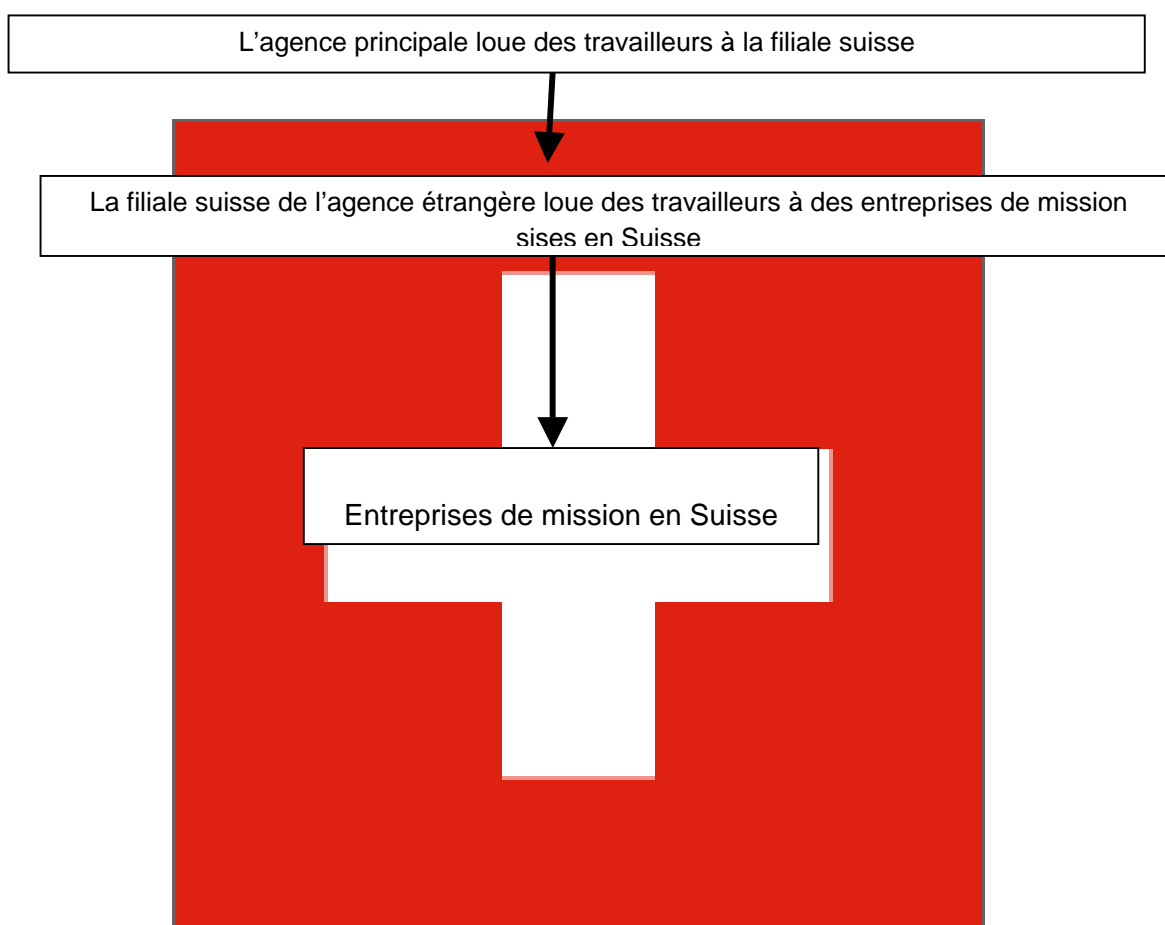 L’agence principale loue des travailleurs à la filiale suisse
La filiale suisse de l’agence étrangère loue des travailleurs à des entreprises de mission
sises en Suisse
Entreprises de mission en Suisse